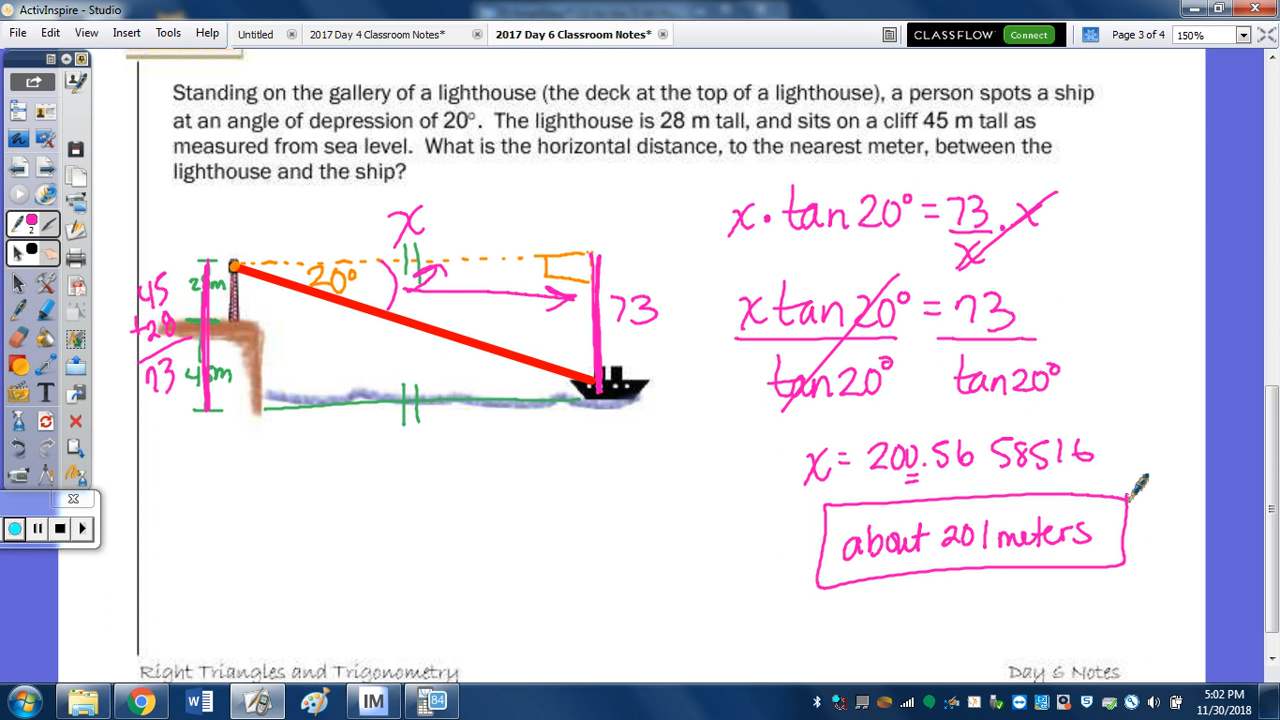 ActivInspire - Studio
File Edit View Insert Tools Help
Untitled
2017 Day 4 Classroom Notes*
2017 Day 6 Classroom Notes*
CLASSFLOW Connect
Page 3 of 4
150%
Standing on the gallery of a lighthouse (the deck at the top of a lighthouse), a person spots a ship
at an angle of depression of 20°. The lighthouse is 28 m tall, and sits on a cliff 45 m tall as
measured from sea level. What is the horizontal distance, to the nearest meter, between the
lighthouse and the ship?
x
20°
45
+28
73
73
x · tan 20° = 73/x · x
x tan 20° = 73
tan 20° tan 20°
x = 200.56 58516
about 201 meters
2
Right Triangles and Trigonometry
Day 6 Notes
W
IM
84
5:02 PM
11/30/2018